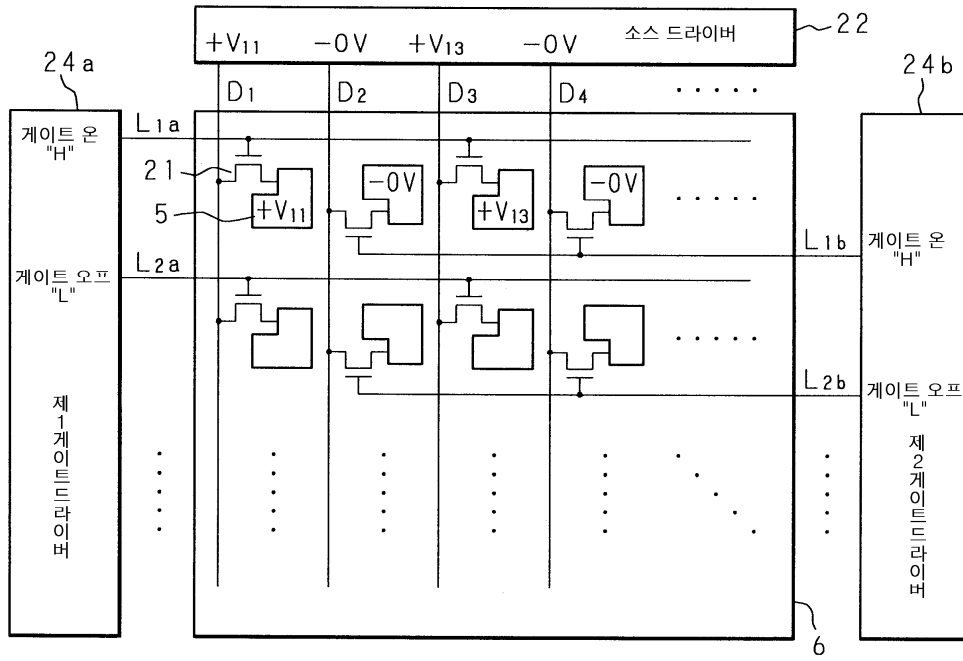 소스 드라이버
22
+V11 -0V +V13 -0V
24a
24b
D1 D2 D3 D4
게이트 온
"H"
L1a
21
5
+V11
-0V
+V13
-0V
L1b
게이트 온
"H"
게이트 오프
"L"
L2a
L2b
게이트 오프
"L"
제1게이트드라이버
제2게이트드라이버
6